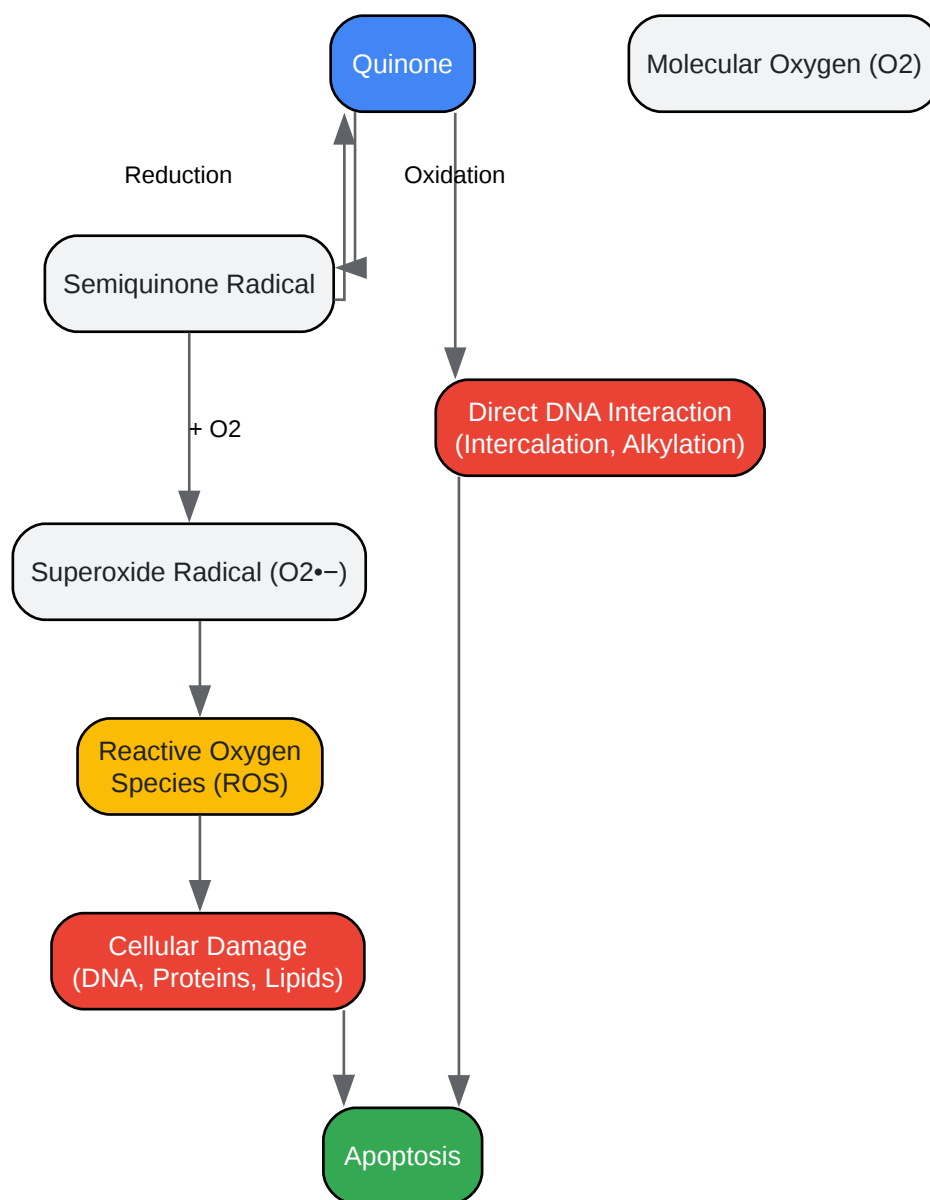 Quinone
Molecular Oxygen (O2)
Reduction
Oxidation
Semiquinone Radical
Direct DNA Interaction
(Intercalation, Alkylation)
+ O2
Superoxide Radical (O2•−)
Reactive Oxygen
Species (ROS)
Cellular Damage
(DNA, Proteins, Lipids)
Apoptosis